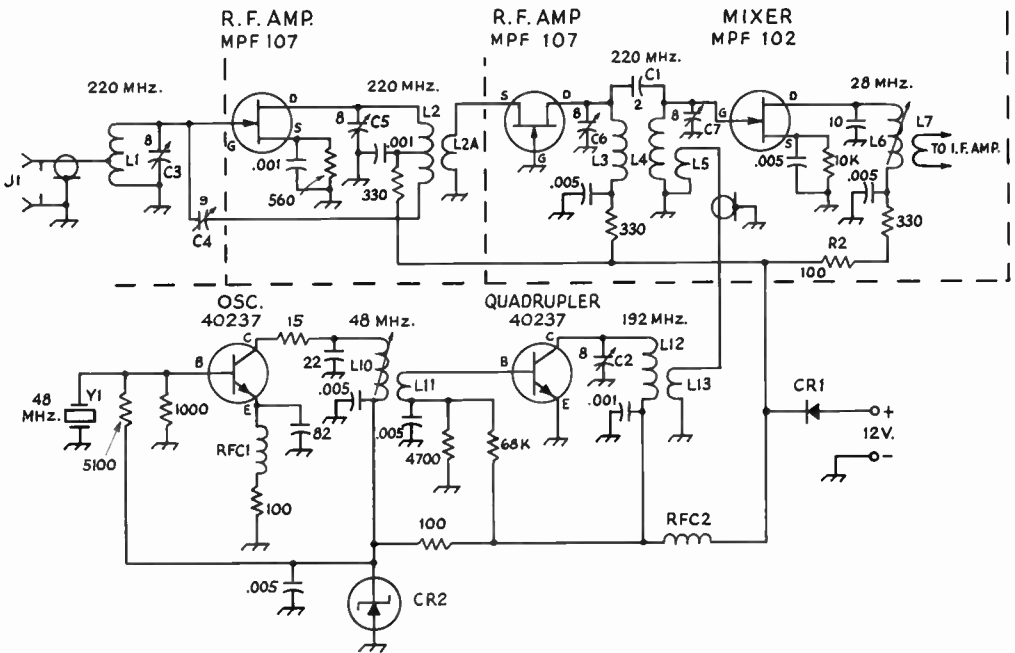 R.F. AMP.
MPF 107
R.F. AMP
MPF 107
MIXER
MPF 102
220 MHz.
220 MHz.
220 MHz.
28 MHz.
J1
L1
8
C3
9
C4
G
D
S
.001
560
8
C5
.001
330
L2
L2A
S
D
G
8
C6
L3
C1
2
L4
.005
330
L5
8
C7
G
D
S
.005
10K
10
L6
.005
330
L7
TO I.F. AMP.
R2
100
OSC.
40237
QUADRUPLER
40237
48 MHz.
192 MHz.
48
MHz.
Y1
5100
1000
B
C
E
15
22
L10
.005
RFC1
82
100
L11
.005
4700
68K
B
C
E
8
C2
L12
.001
L13
CR1
+
12V.
-
100
RFC2
.005
CR2